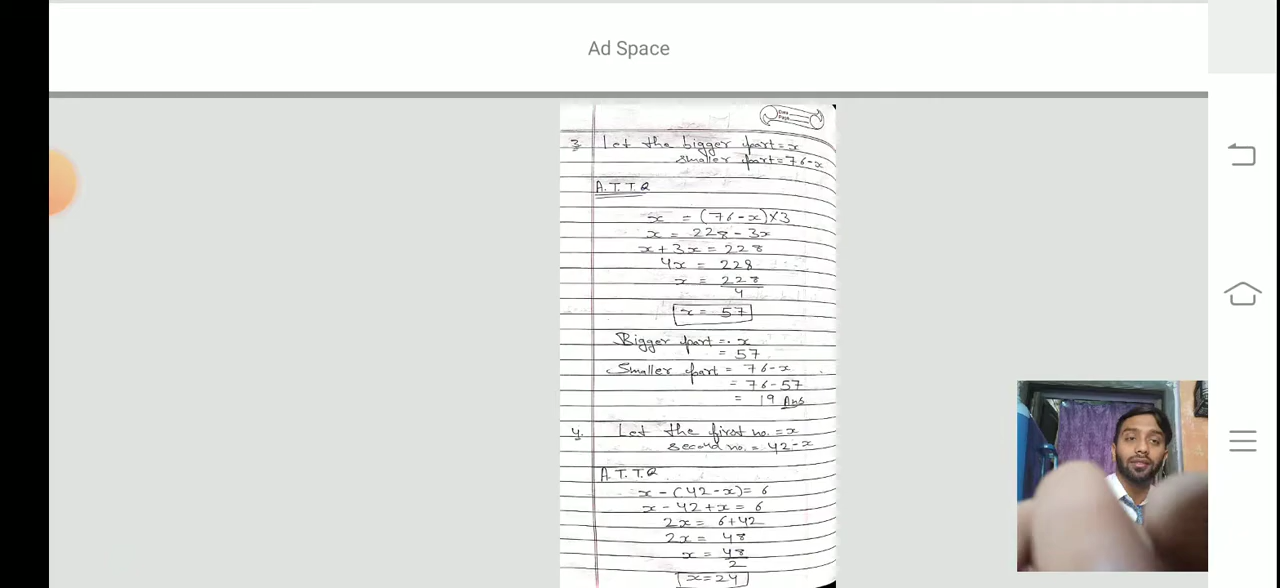 Ad Space
Date
Page
3 Let the bigger part = x
smaller part = 76-x
A.T.T.Q
x = (76-x)×3
x = 228-3x
x+3x = 228
4x = 228
x = 228
4
x = 57
Bigger part = x
= 57
Smaller part = 76-x
= 76-57
= 19 Ans
4. Let the first no. = x
second no. = 42-x
A.T.T.Q
x-(42-x) = 6
x-42+x = 6
2x = 6+42
2x = 48
x = 48
2
x = 24